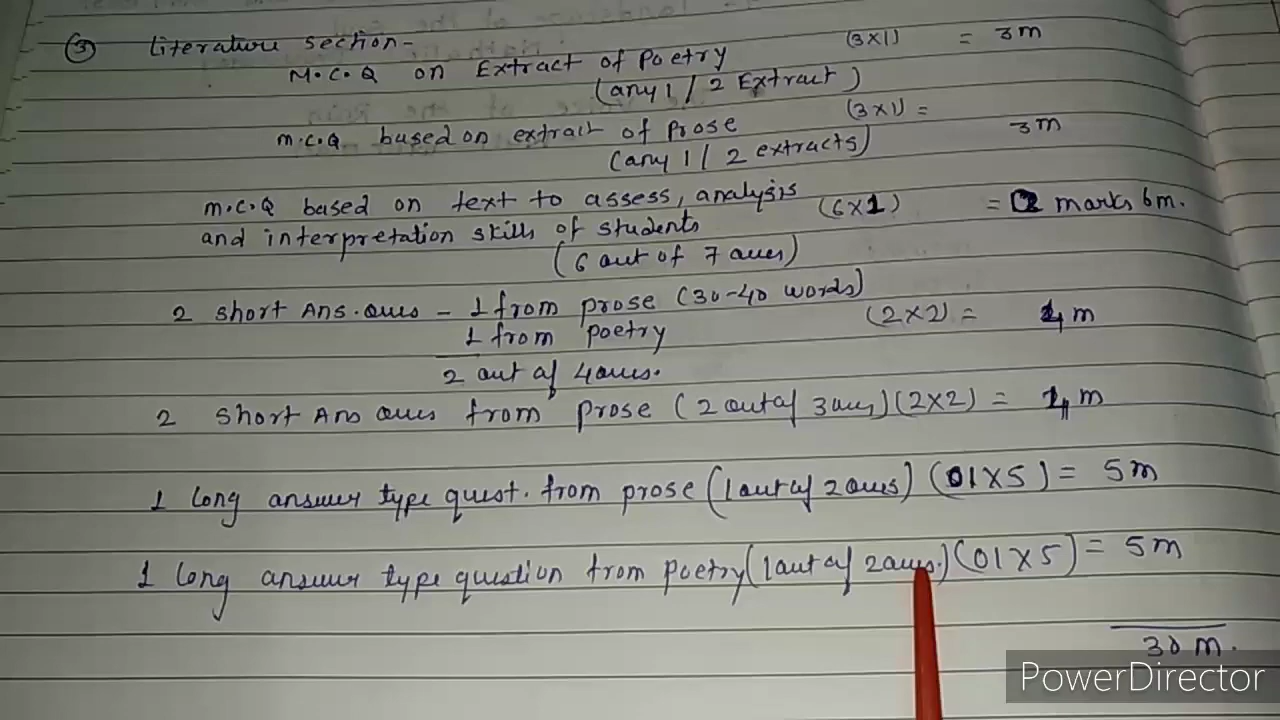 ③ Literature section-
M.C.Q on Extract of Poetry (3x1) = 3m
(any 1 / 2 Extract)
m.c.Q based on extract of Prose (3x1) = 3m
(any 1 / 2 extracts)
m.c.Q based on text to assess, analysis
and interpretation skills of students (6x1) = 2 marks 6m.
(6 out of 7 ques)
2 short Ans. Ques - 1 from prose (30-40 words)
1 from poetry (2x2) = 4m
2 out of 4 ques.
2 short Ans ques from prose (2 out of 3 ques) (2x2) = 4m
1 long answer type quest. from prose (1 out of 2 ques) (01x5) = 5m
1 long answer type question from poetry (1 out of 2 ques.) (01x5) = 5m
30 m.
PowerDirector